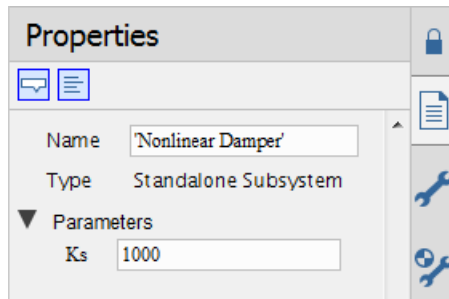 Properties
Name 'Nonlinear Damper'
Type Standalone Subsystem
Parameters
Ks 1000